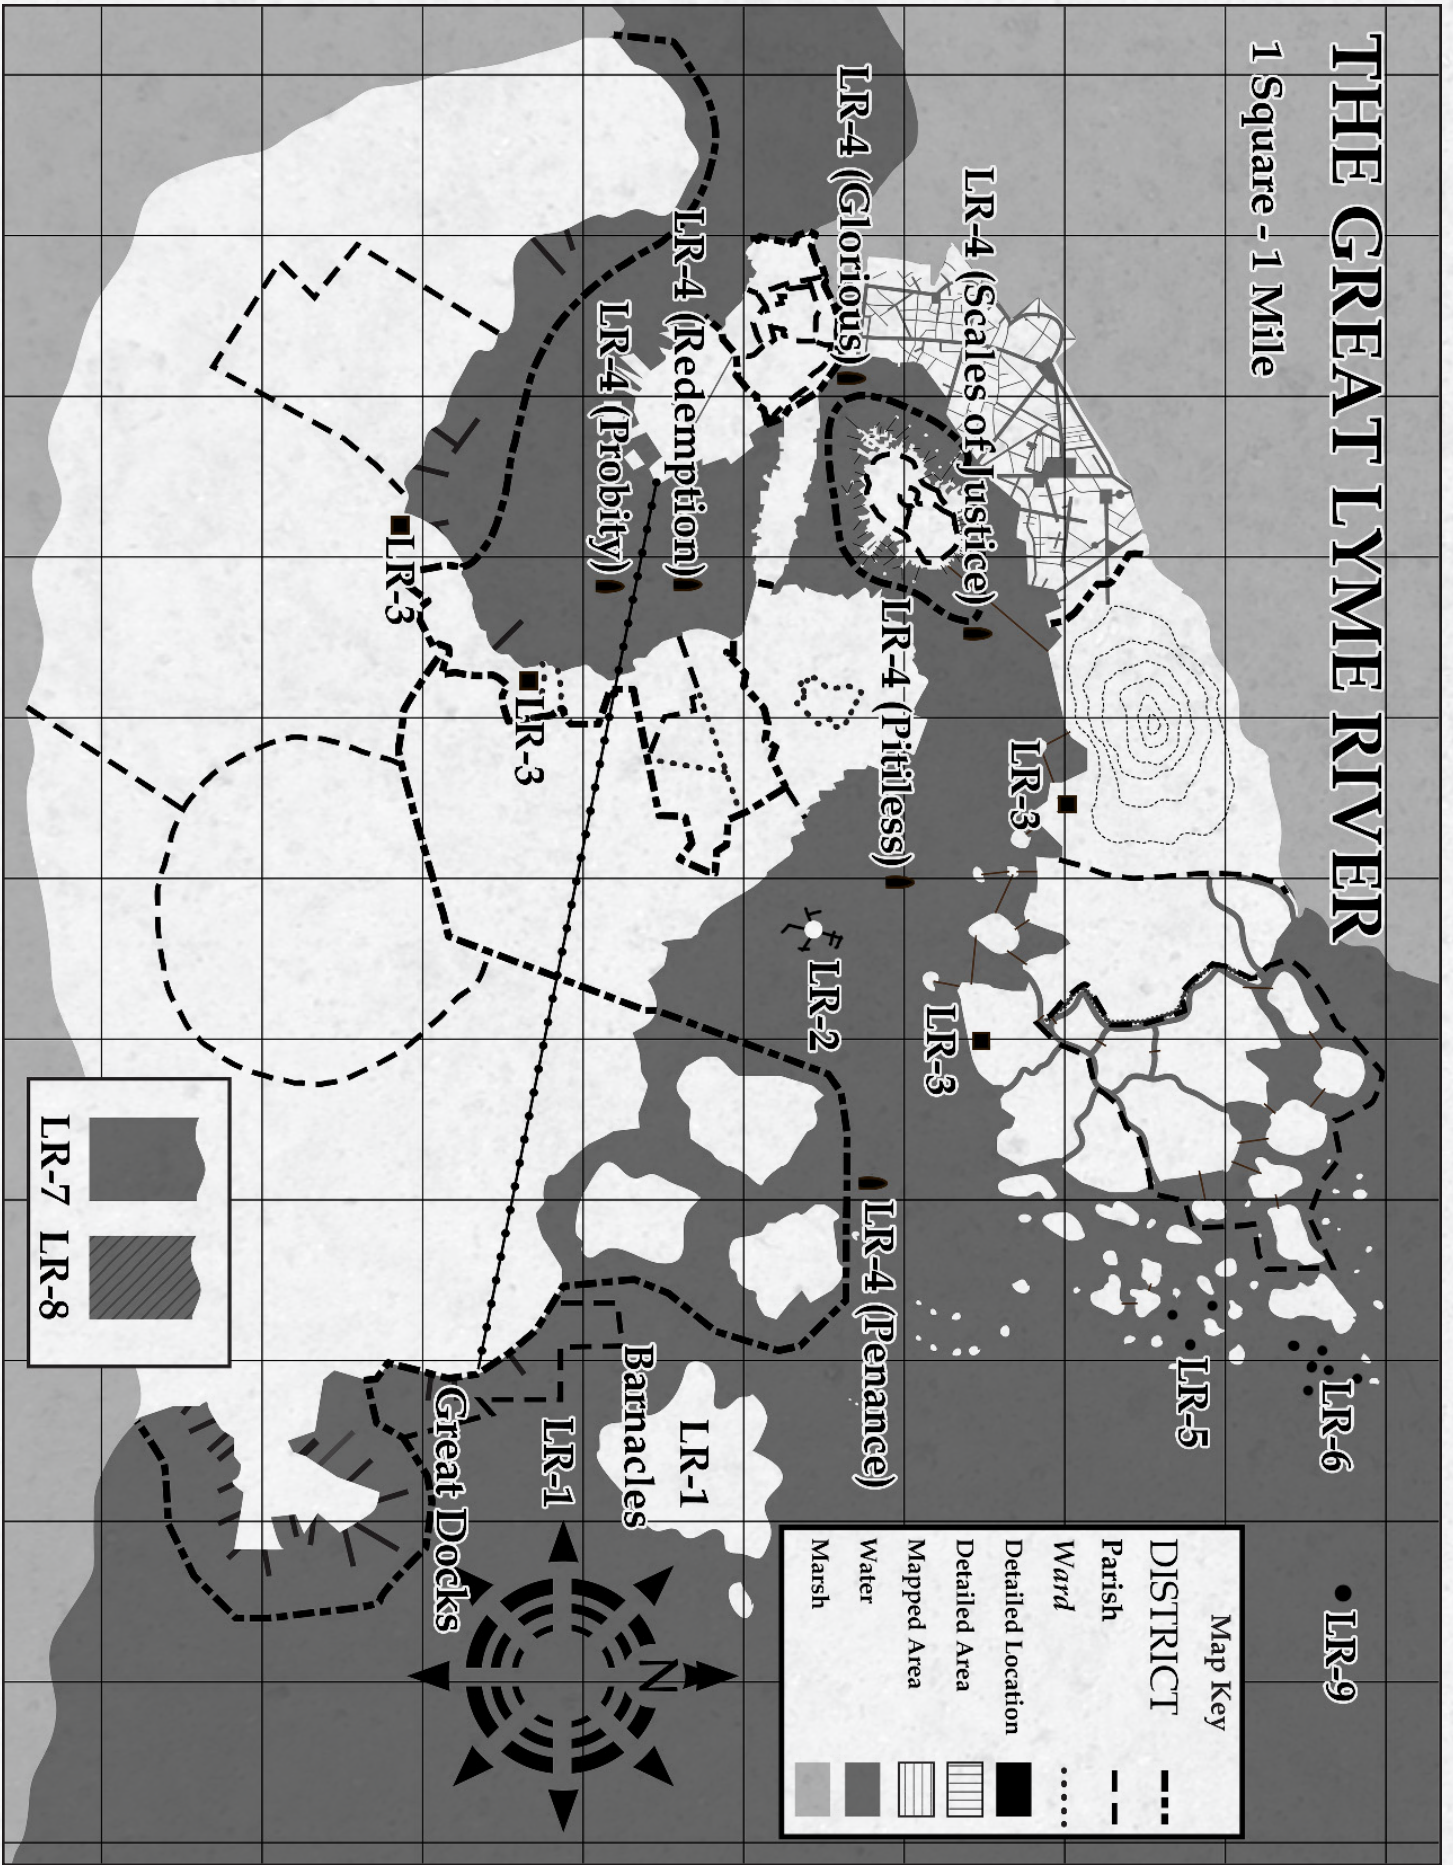 THE GREAT LYME RIVER
1 Square - 1 Mile
LR-4 (Scales of Justice)
LR-4 (Glorious)
LR-4 (Redemption)
LR-4 (Probity)
LR-4 (Pitiless)
LR-3
LR-3
LR-3
LR-3
LR-2
LR-4 (Penance)
LR-5
LR-6
LR-9
LR-1
Barnacles
LR-1
Great Docks
N
Map Key
DISTRICT
Parish
Ward
Detailed Location
Detailed Area
Mapped Area
Water
Marsh
LR-7
LR-8